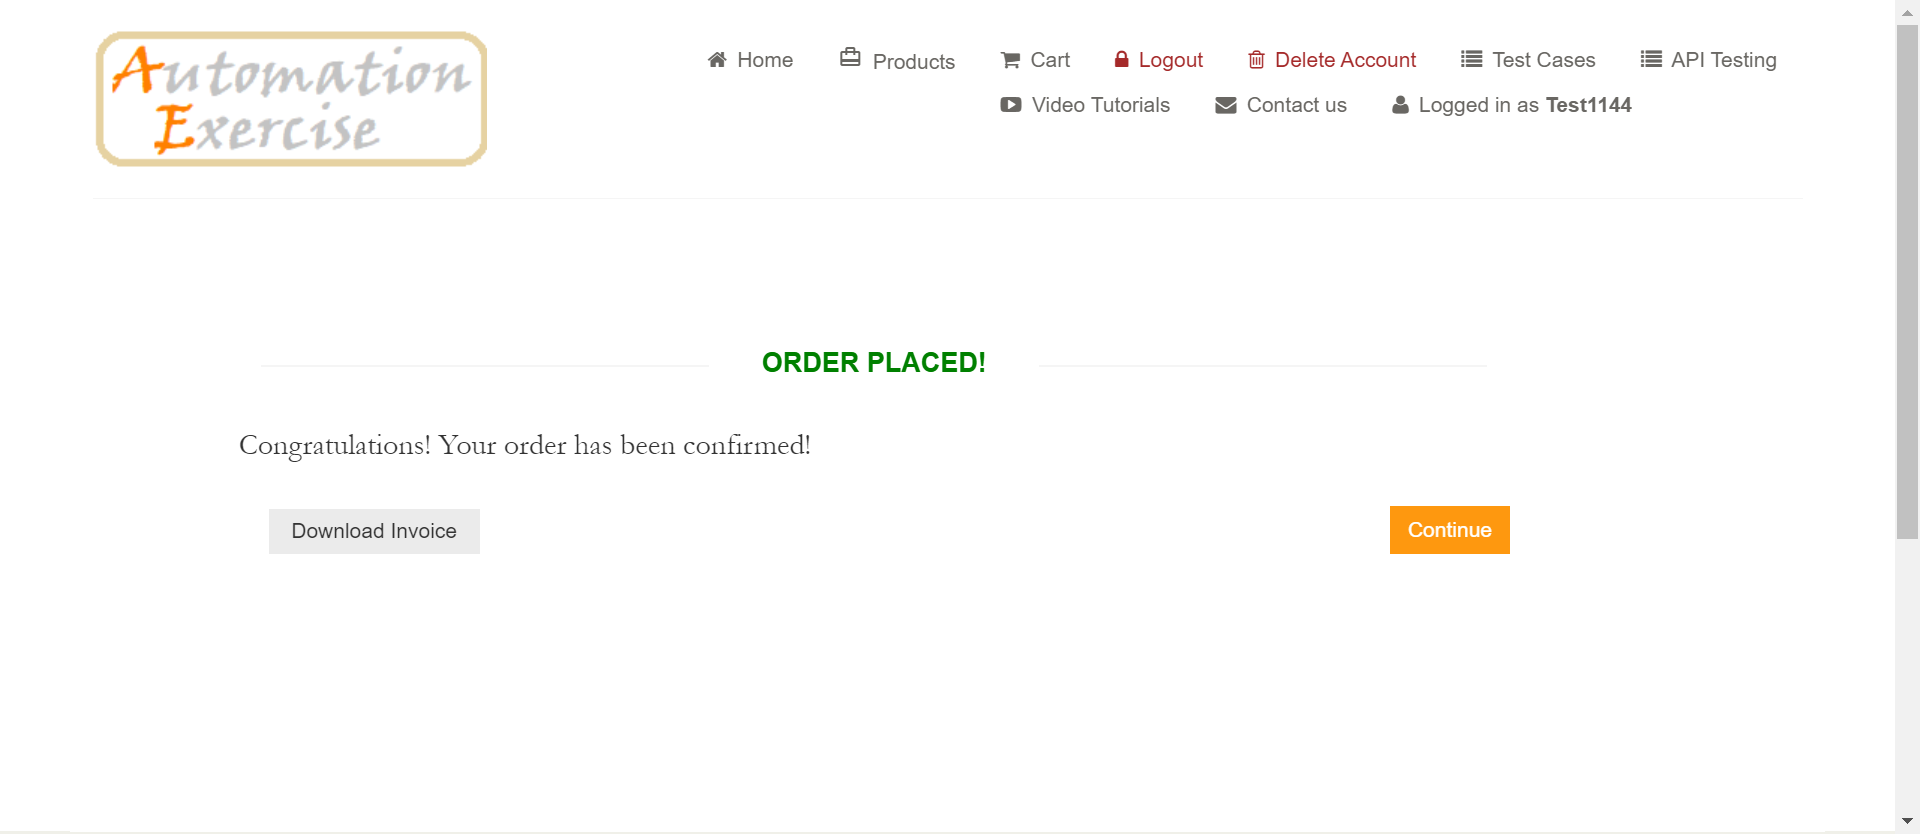 Automation
Exercise
Home Products Cart Logout Delete Account Test Cases API Testing
Video Tutorials Contact us Logged in as Test1144
ORDER PLACED!
Congratulations! Your order has been confirmed!
Download Invoice Continue